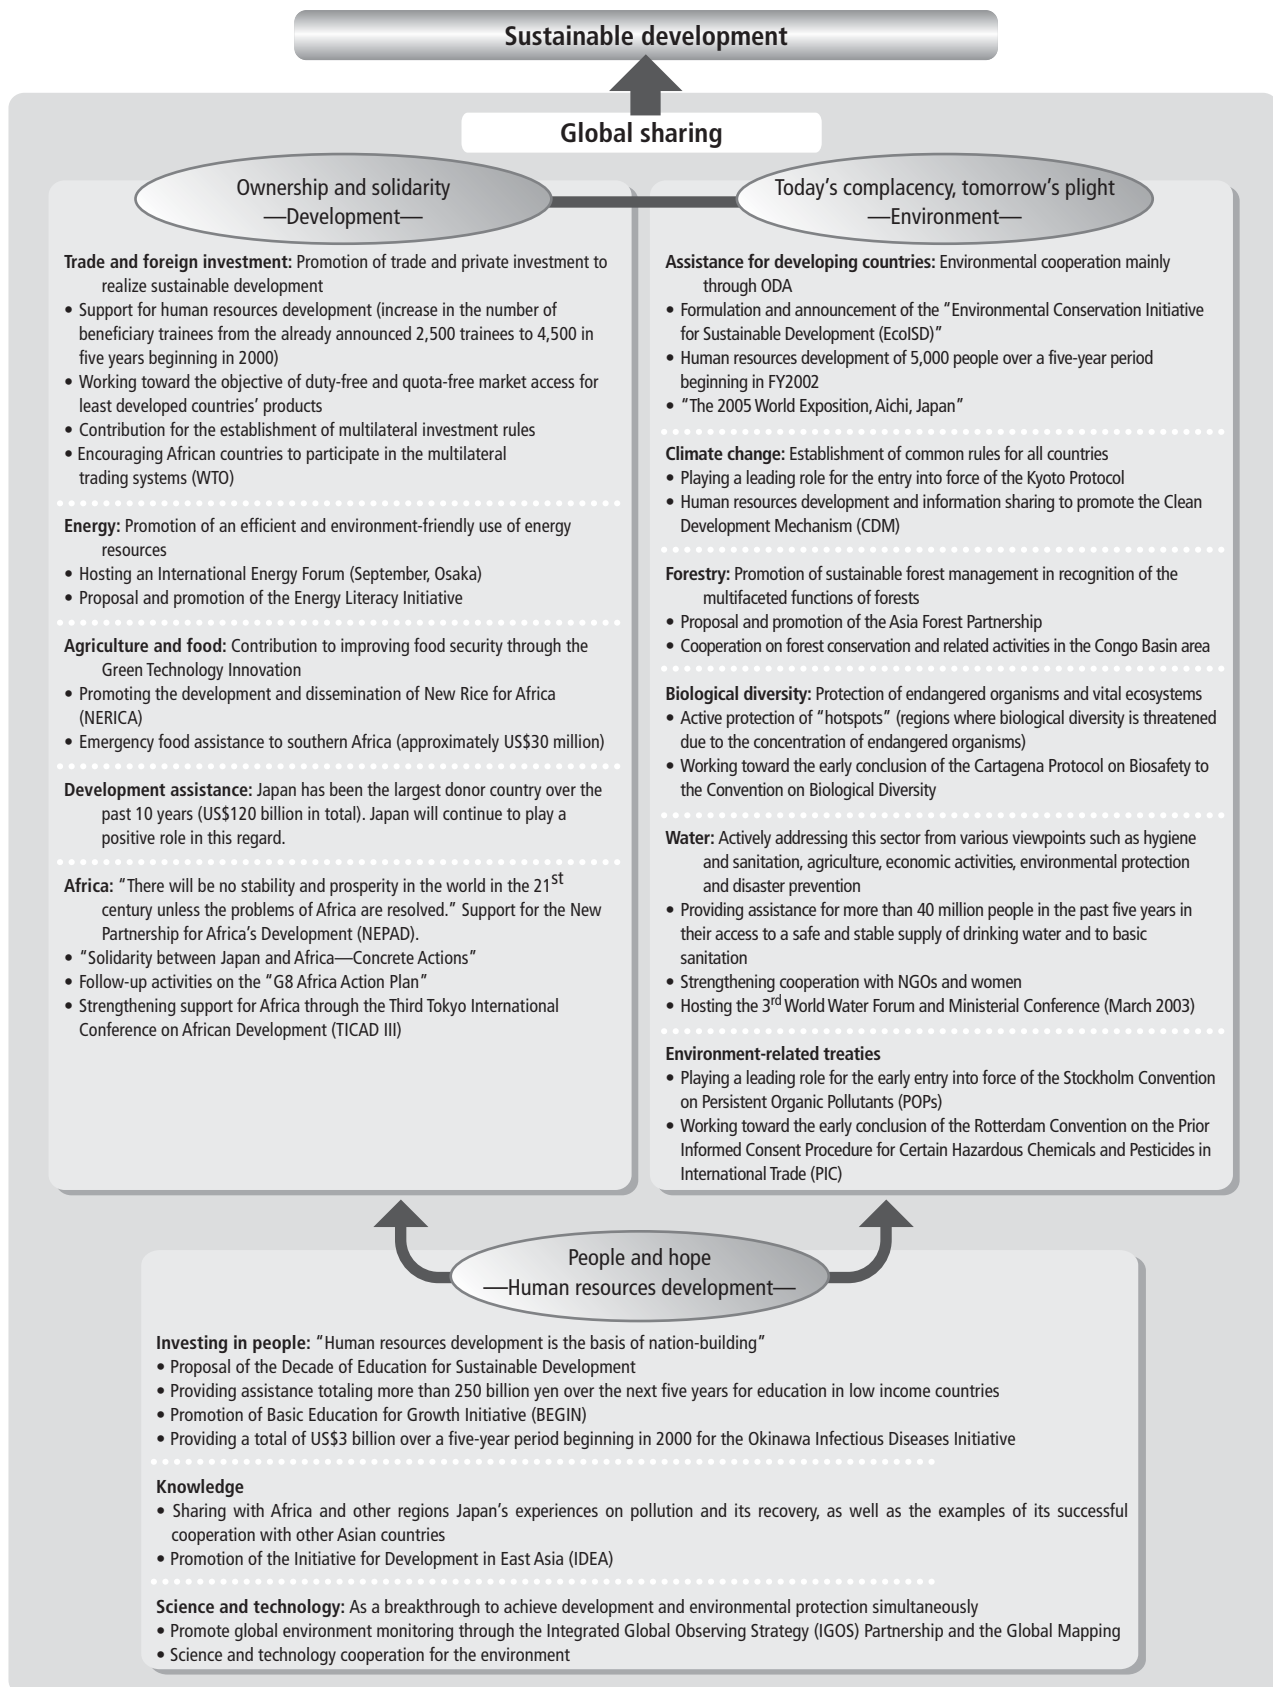 Sustainable development
Global sharing
Ownership and solidarity
—Development—
Trade and foreign investment: Promotion of trade and private investment to
realize sustainable development
• Support for human resources development (increase in the number of
beneficiary trainees from the already announced 2,500 trainees to 4,500 in
five years beginning in 2000)
• Working toward the objective of duty-free and quota-free market access for
least developed countries' products
• Contribution for the establishment of multilateral investment rules
• Encouraging African countries to participate in the multilateral
trading systems (WTO)
Energy: Promotion of an efficient and environment-friendly use of energy
resources
• Hosting an International Energy Forum (September, Osaka)
• Proposal and promotion of the Energy Literacy Initiative
Agriculture and food: Contribution to improving food security through the
Green Technology Innovation
• Promoting the development and dissemination of New Rice for Africa
(NERICA)
• Emergency food assistance to southern Africa (approximately US$30 million)
Development assistance: Japan has been the largest donor country over the
past 10 years (US$120 billion in total). Japan will continue to play a
positive role in this regard.
Africa: "There will be no stability and prosperity in the world in the 21st
century unless the problems of Africa are resolved." Support for the New
Partnership for Africa's Development (NEPAD).
• "Solidarity between Japan and Africa—Concrete Actions"
• Follow-up activities on the "G8 Africa Action Plan"
• Strengthening support for Africa through the Third Tokyo International
Conference on African Development (TICAD III)
Today's complacency, tomorrow's plight
—Environment—
Assistance for developing countries: Environmental cooperation mainly
through ODA
• Formulation and announcement of the "Environmental Conservation Initiative
for Sustainable Development (EcoISD)"
• Human resources development of 5,000 people over a five-year period
beginning in FY2002
• "The 2005 World Exposition, Aichi, Japan"
Climate change: Establishment of common rules for all countries
• Playing a leading role for the entry into force of the Kyoto Protocol
• Human resources development and information sharing to promote the Clean
Development Mechanism (CDM)
Forestry: Promotion of sustainable forest management in recognition of the
multifaceted functions of forests
• Proposal and promotion of the Asia Forest Partnership
• Cooperation on forest conservation and related activities in the Congo Basin area
Biological diversity: Protection of endangered organisms and vital ecosystems
• Active protection of "hotspots" (regions where biological diversity is threatened
due to the concentration of endangered organisms)
• Working toward the early conclusion of the Cartagena Protocol on Biosafety to
the Convention on Biological Diversity
Water: Actively addressing this sector from various viewpoints such as hygiene
and sanitation, agriculture, economic activities, environmental protection
and disaster prevention
• Providing assistance for more than 40 million people in the past five years in
their access to a safe and stable supply of drinking water and to basic
sanitation
• Strengthening cooperation with NGOs and women
• Hosting the 3rd World Water Forum and Ministerial Conference (March 2003)
Environment-related treaties
• Playing a leading role for the early entry into force of the Stockholm Convention
on Persistent Organic Pollutants (POPs)
• Working toward the early conclusion of the Rotterdam Convention on the Prior
Informed Consent Procedure for Certain Hazardous Chemicals and Pesticides in
International Trade (PIC)
People and hope
—Human resources development—
Investing in people: "Human resources development is the basis of nation-building"
• Proposal of the Decade of Education for Sustainable Development
• Providing assistance totaling more than 250 billion yen over the next five years for education in low income countries
• Promotion of Basic Education for Growth Initiative (BEGIN)
• Providing a total of US$3 billion over a five-year period beginning in 2000 for the Okinawa Infectious Diseases Initiative
Knowledge
• Sharing with Africa and other regions Japan's experiences on pollution and its recovery, as well as the examples of its successful
cooperation with other Asian countries
• Promotion of the Initiative for Development in East Asia (IDEA)
Science and technology: As a breakthrough to achieve development and environmental protection simultaneously
• Promote global environment monitoring through the Integrated Global Observing Strategy (IGOS) Partnership and the Global Mapping
• Science and technology cooperation for the environment